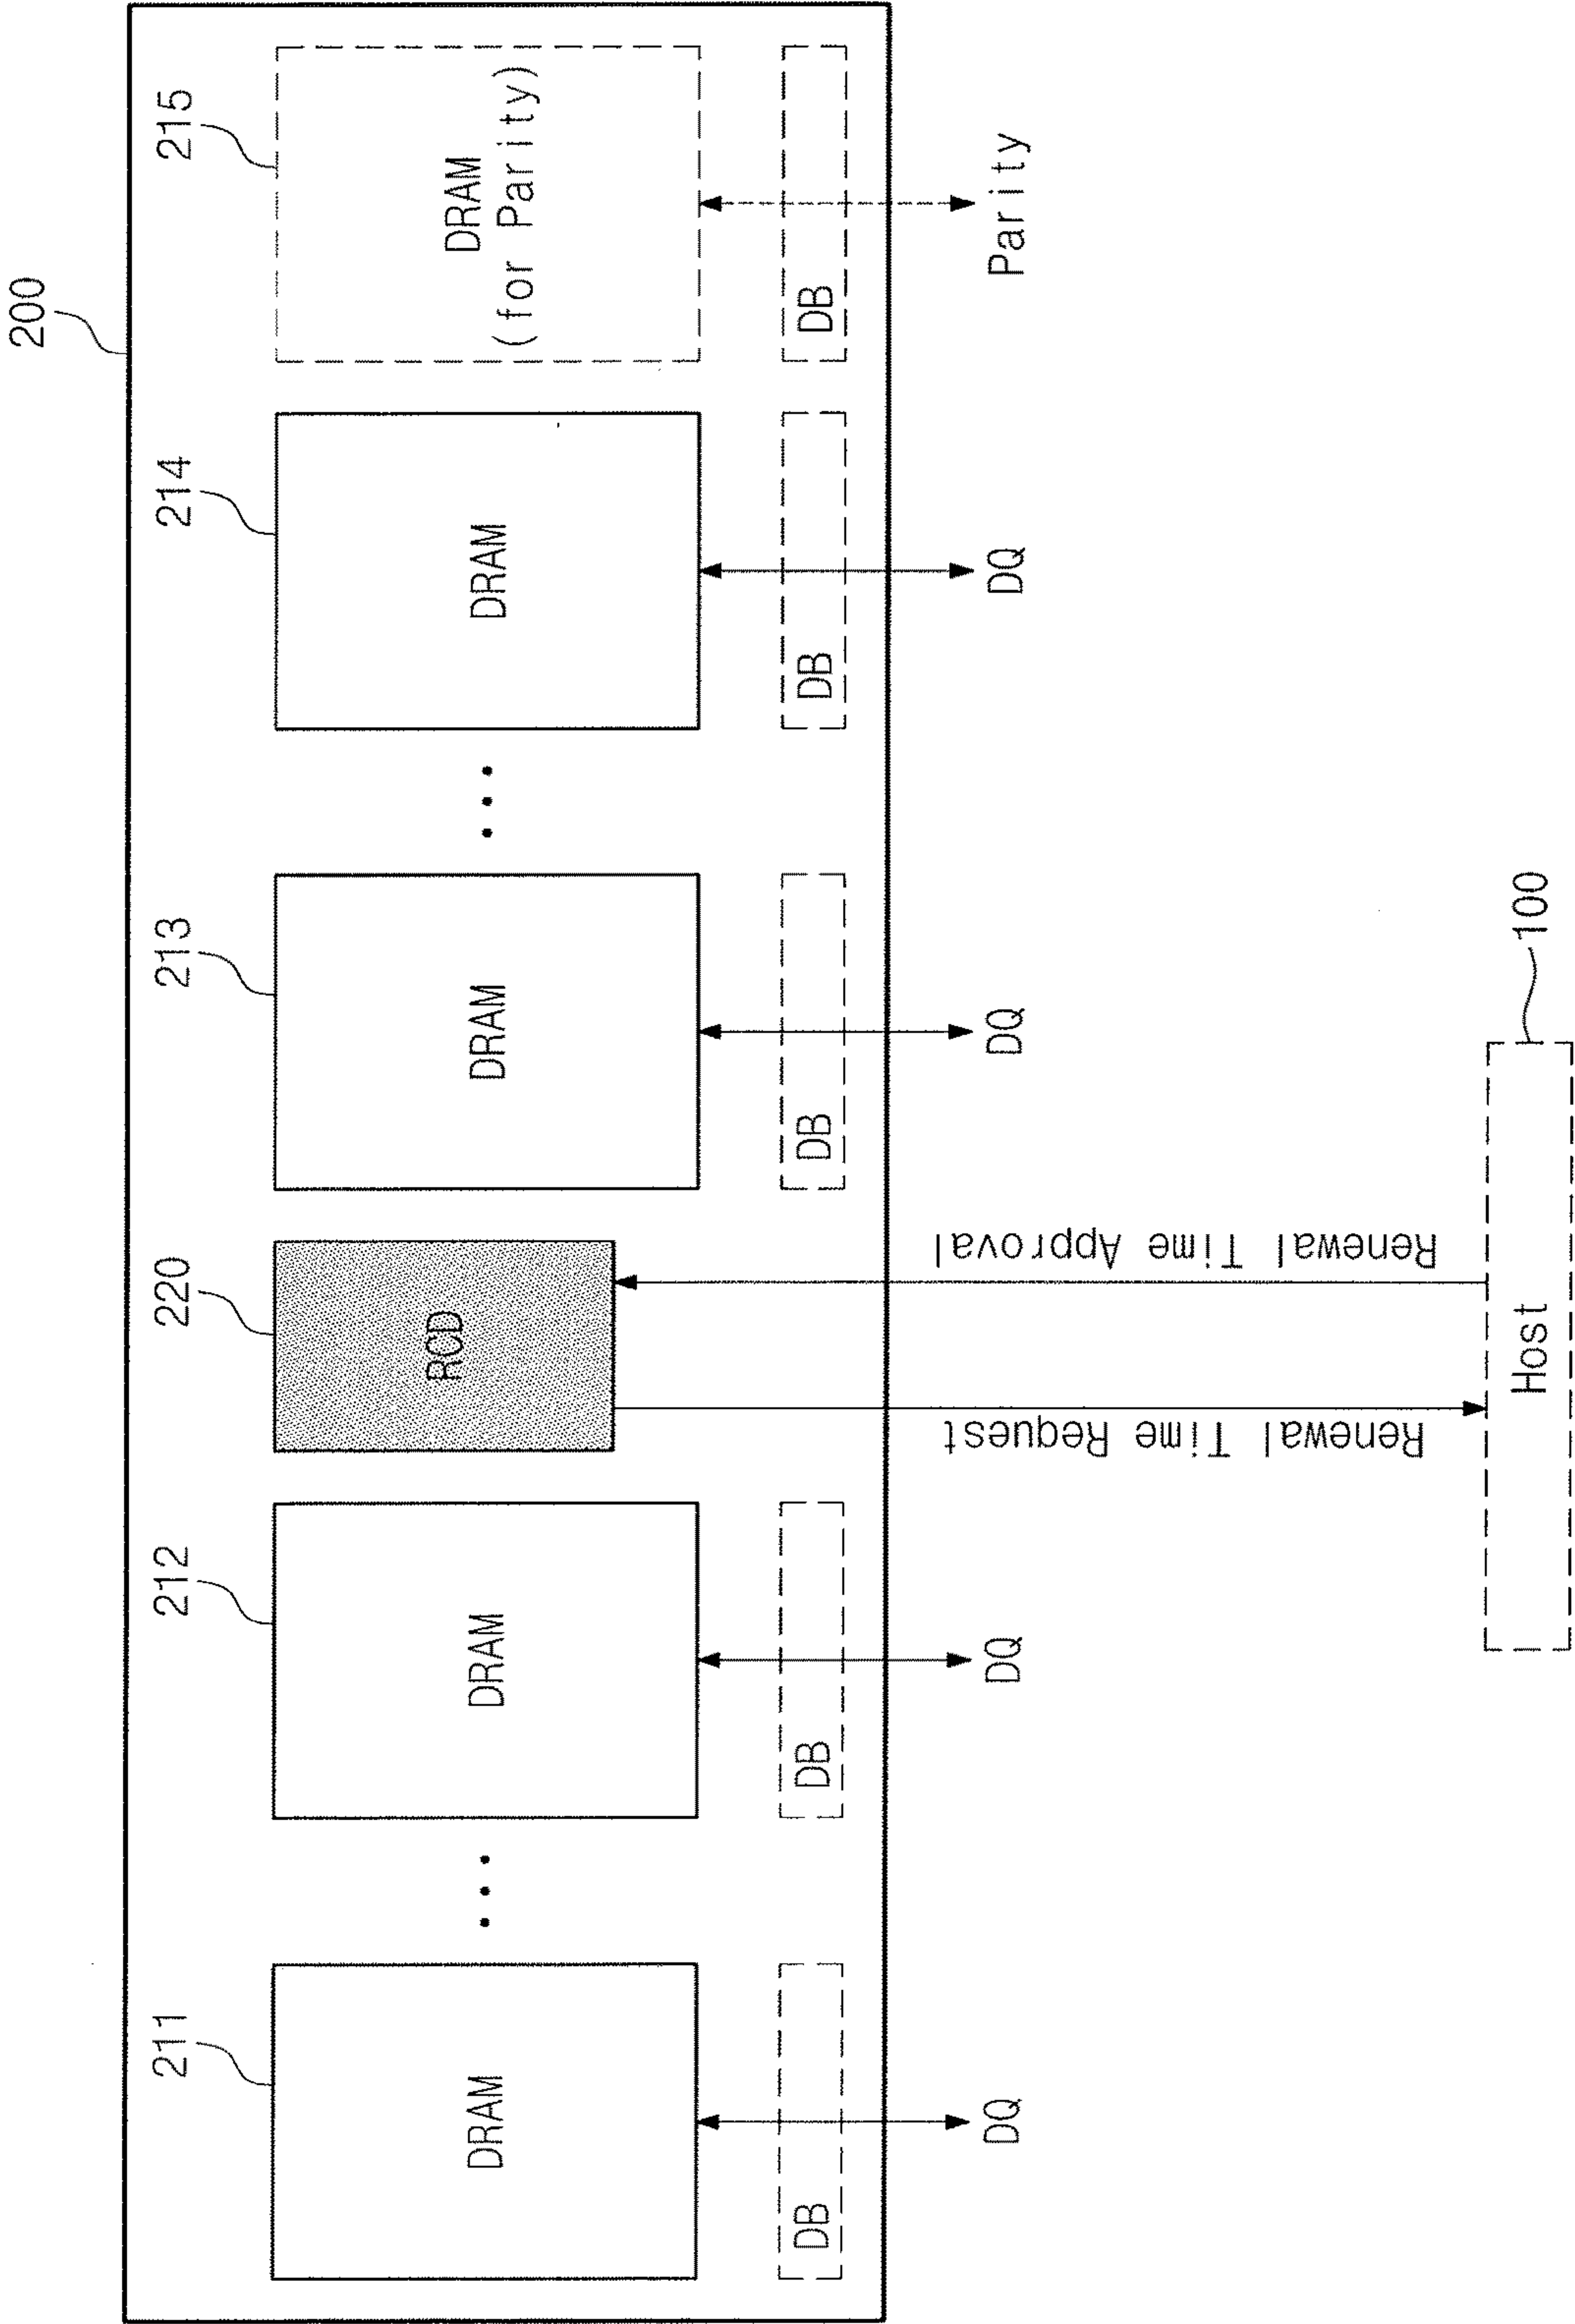 200
211
212
220
213
214
215
DRAM
DRAM
RCD
DRAM
DRAM
DRAM
(for Parity)
DB
DB
DB
DB
DB
DQ
DQ
DQ
DQ
Parity
Renewal Time Request
Renewal Time Approval
Host
100